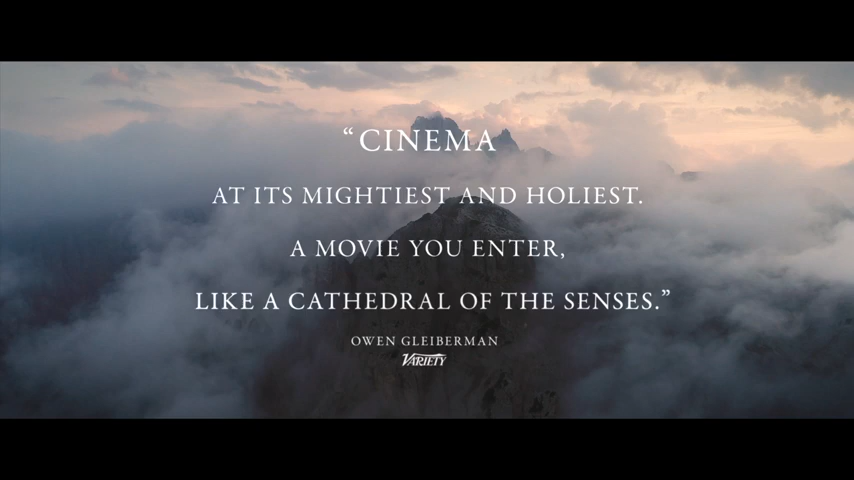 “CINEMA
AT ITS MIGHTIEST AND HOLIEST.
A MOVIE YOU ENTER,
LIKE A CATHEDRAL OF THE SENSES.”
OWEN GLEIBERMAN
VARIETY